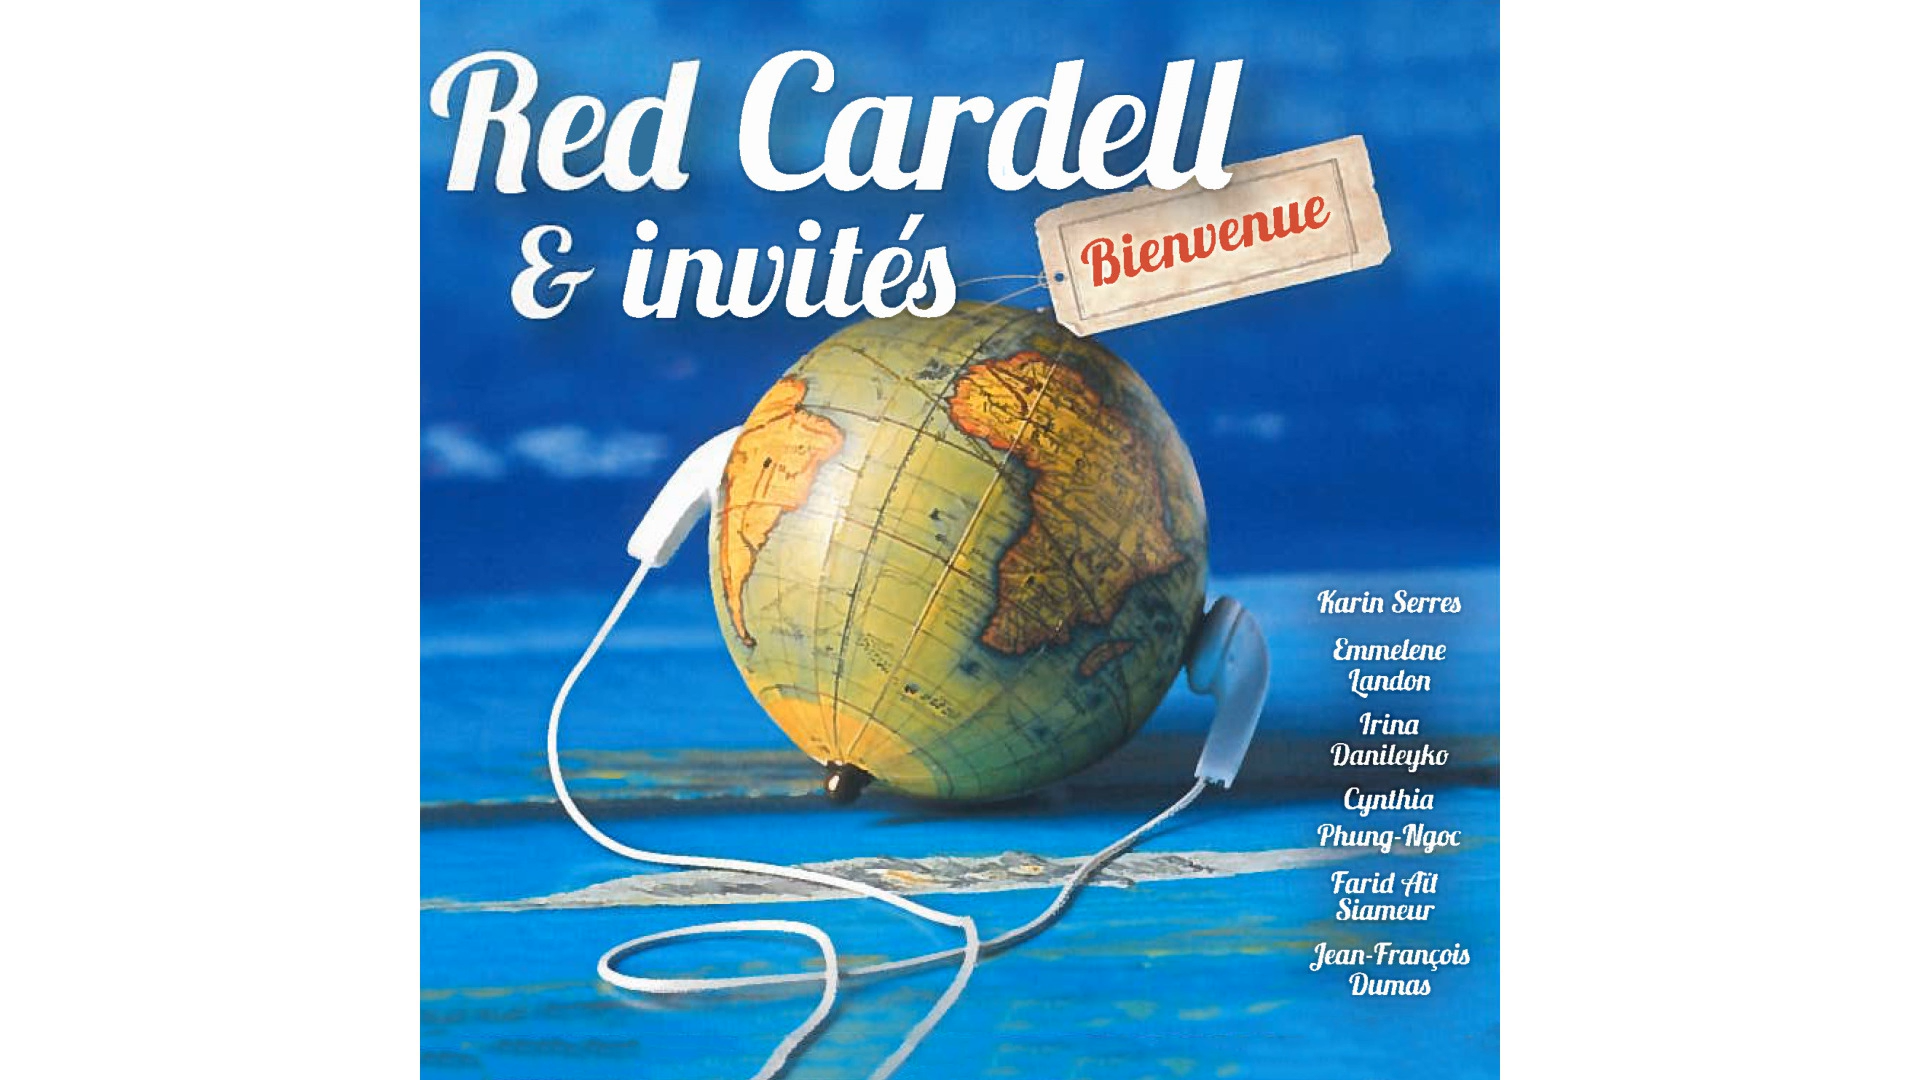 Red Cardell
& invités
Bienvenue
Karin Serres
Emmelene
Landon
Irina
Danileyko
Cynthia
Phung-Ngoc
Farid Aït
Siameur
Jean-François
Dumas